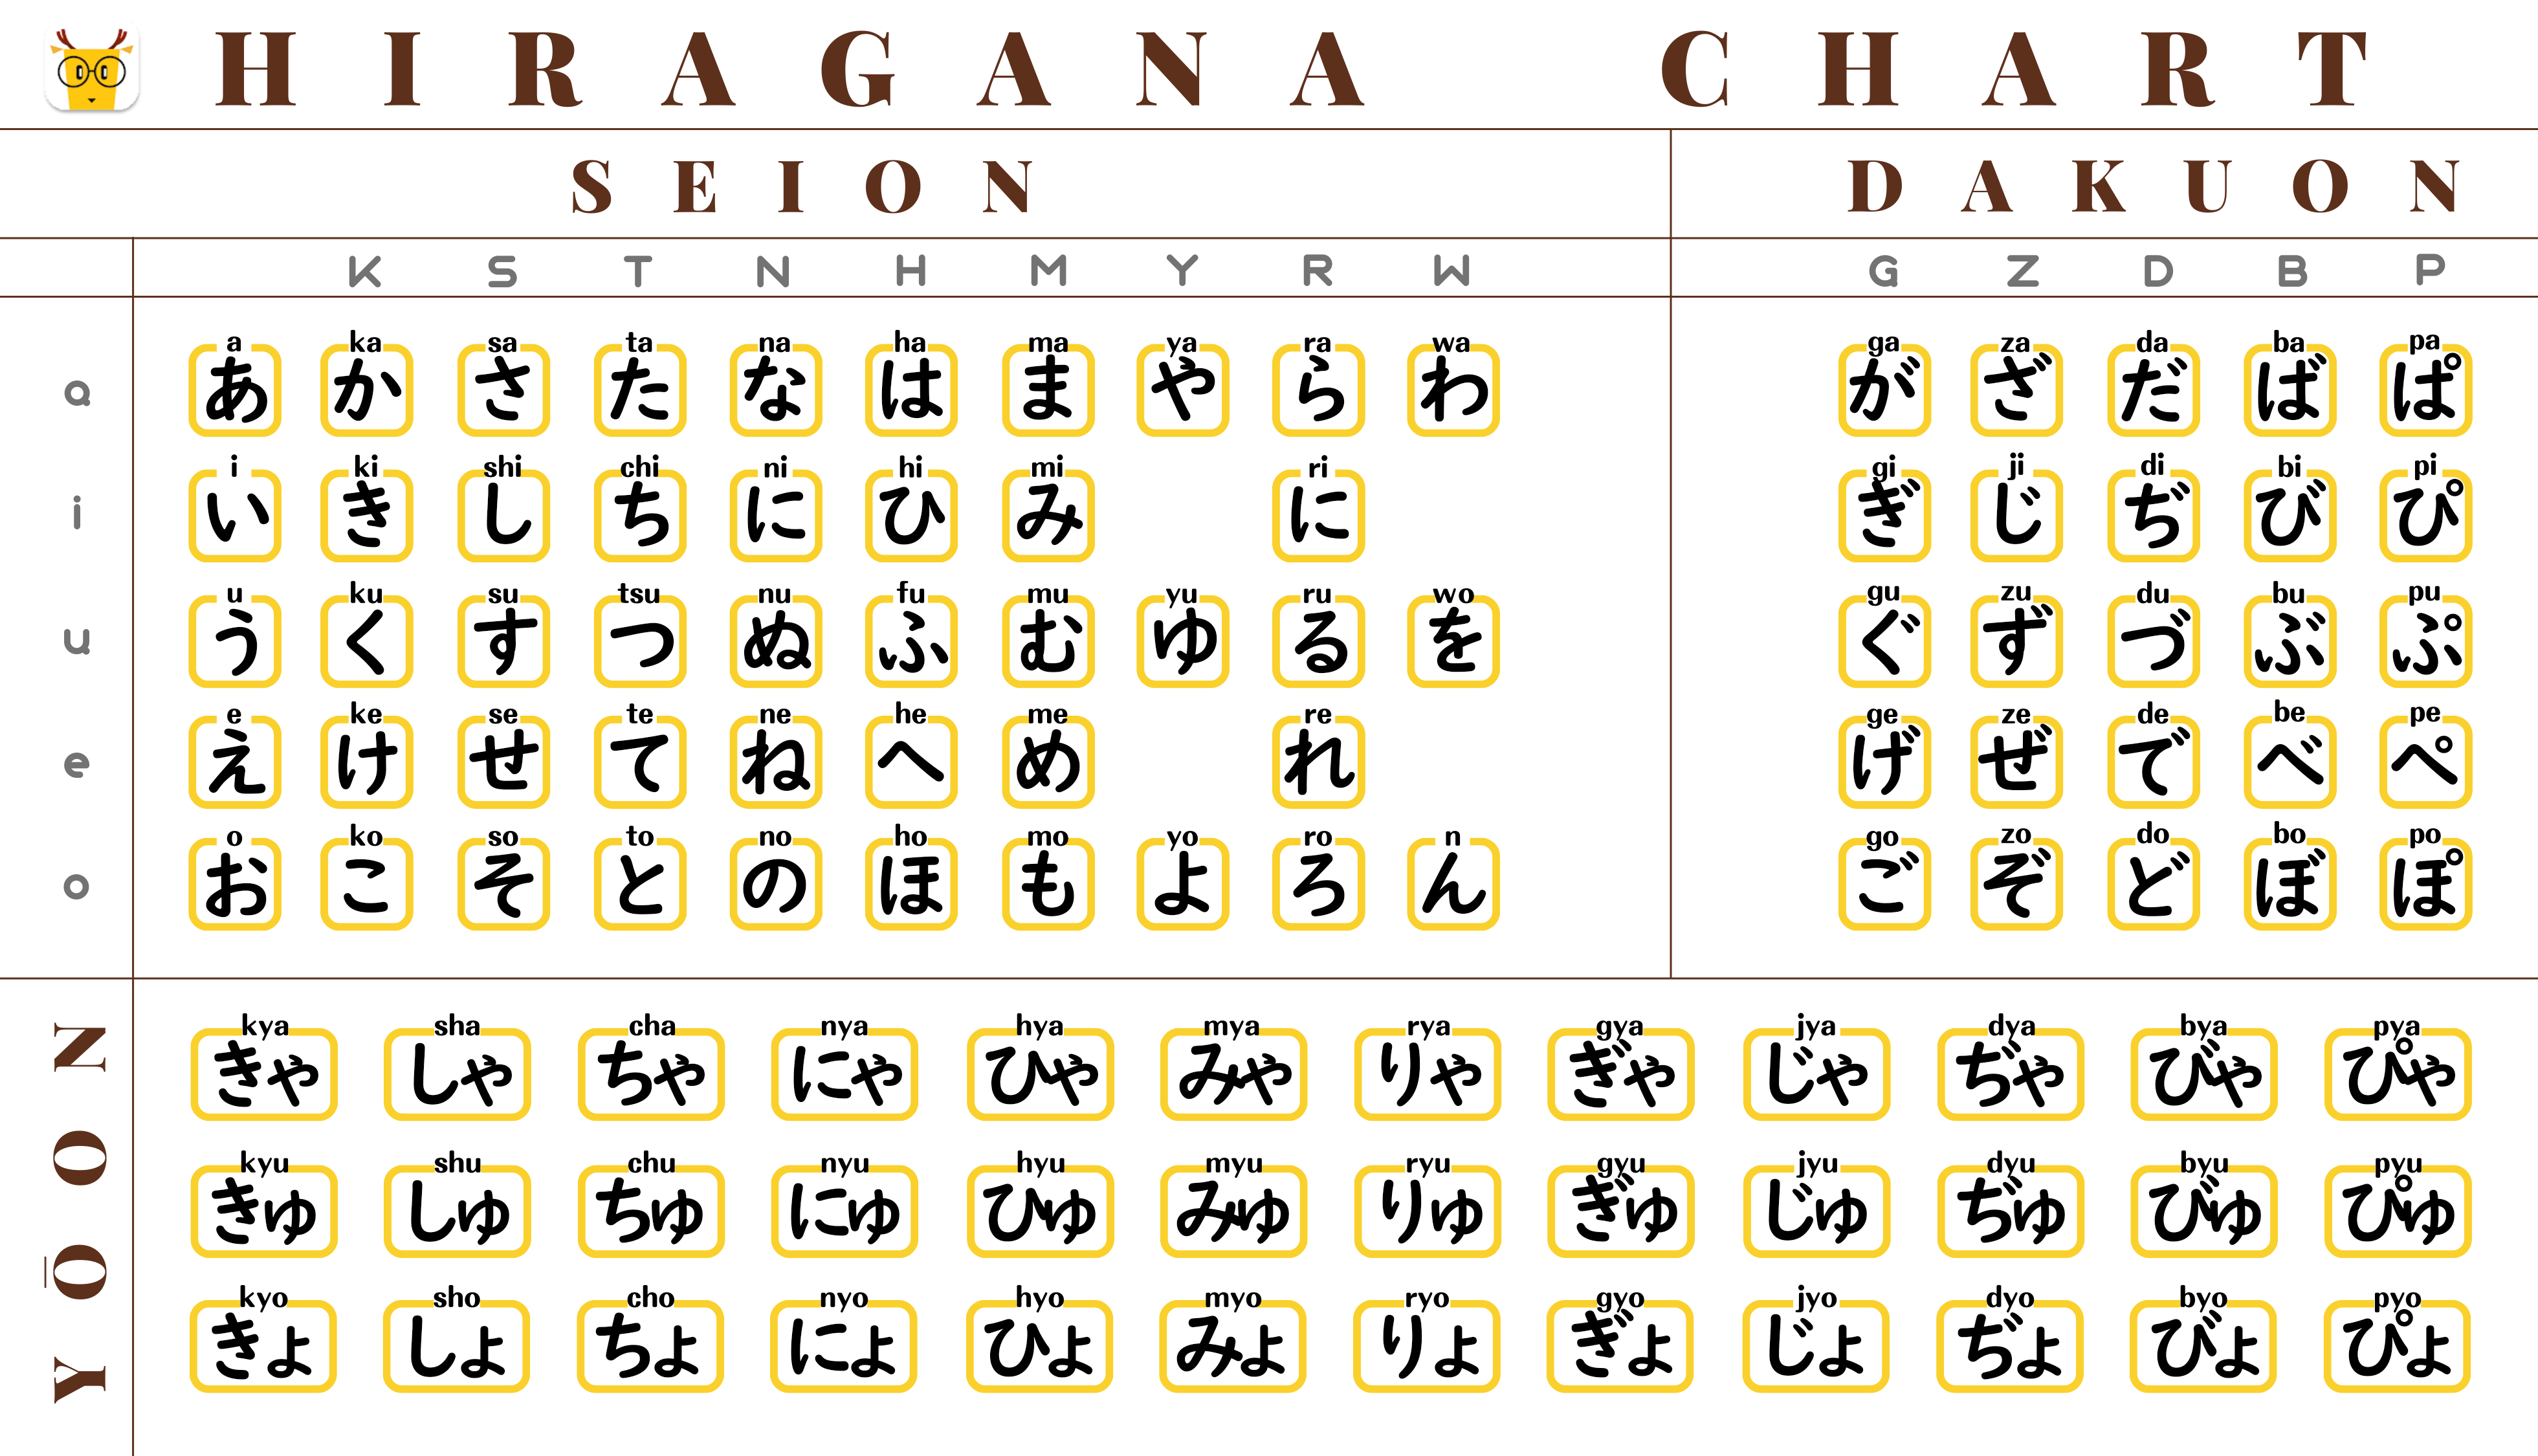 HIRAGANA CHART
SEION DAKUON
K S T N H M Y R W G Z D B P
a ka sa ta na ha ma ya ra wa ga za da ba pa
a あ か さ た な は ま や ら わ が ざ だ ば ぱ
i ki shi chi ni hi mi ri gi ji di bi pi
i い き し ち に ひ み に ぎ じ ぢ び ぴ
u ku su tsu nu fu mu yu ru wo gu zu du bu pu
u う く す つ ぬ ふ む ゆ る を ぐ ず づ ぶ ぷ
e ke se te ne he me re ge ze de be pe
e え け せ て ね へ め れ げ ぜ で べ ぺ
o ko so to no ho mo yo ro n go zo do bo po
o お こ そ と の ほ も よ ろ ん ご ぞ ど ぼ ぽ
YŌON
kya sha cha nya hya mya rya gya jya dya bya pya
きゃ しゃ ちゃ にゃ ひゃ みゃ りゃ ぎゃ じゃ ぢゃ びゃ ぴゃ
kyu shu chu nyu hyu myu ryu gyu jyu dyu byu pyu
きゅ しゅ ちゅ にゅ ひゅ みゅ りゅ ぎゅ じゅ ぢゅ びゅ ぴゅ
kyo sho cho nyo hyo myo ryo gyo jyo dyo byo pyo
きょ しょ ちょ にょ ひょ みょ りょ ぎょ じょ ぢょ びょ ぴょ